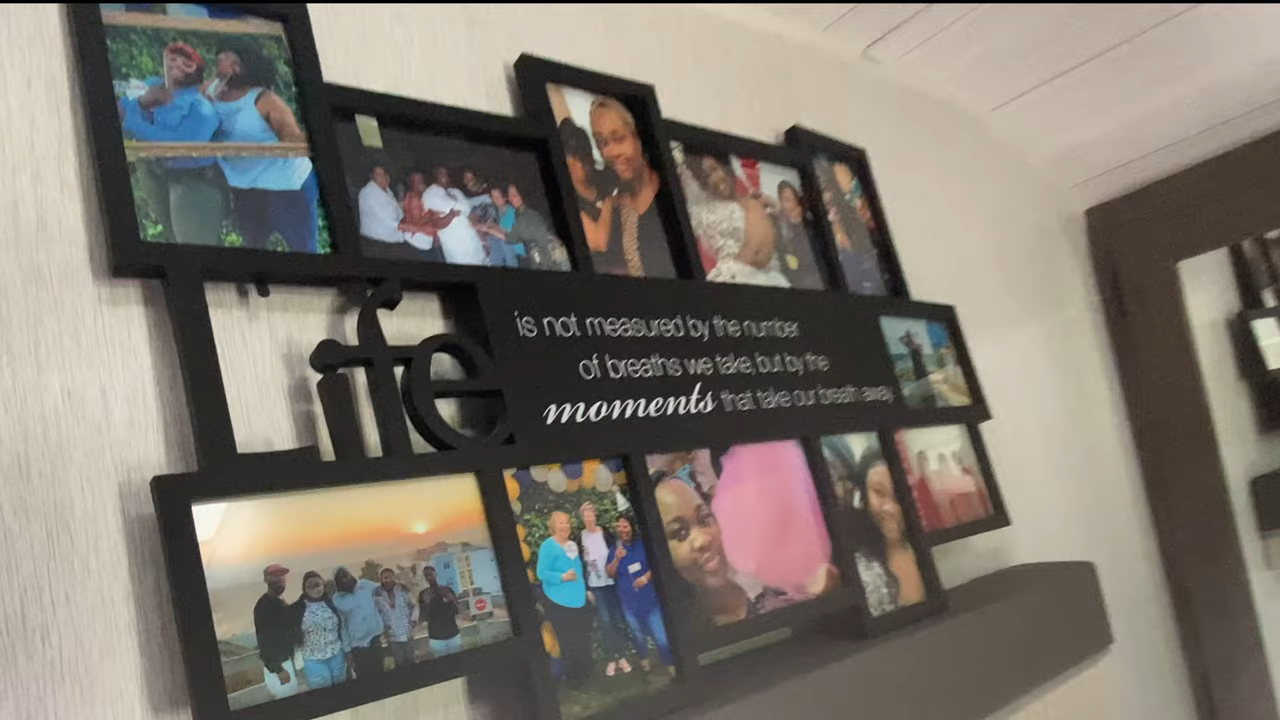 Life
is not measured by the number
of breaths we take, but by the
moments that take our breath away.